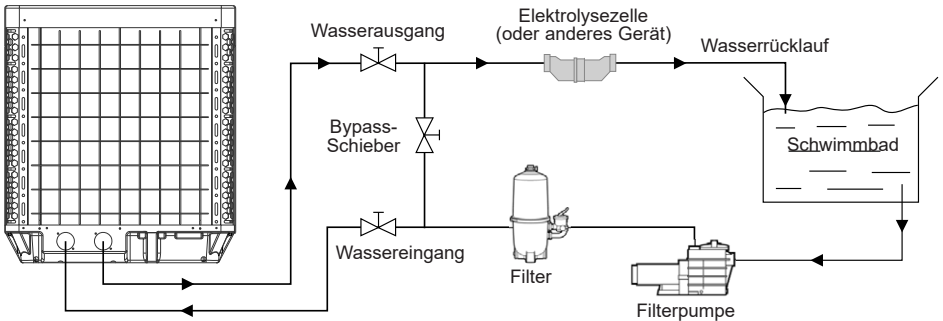 Wasserausgang
Elektrolysezelle
(oder anderes Gerät)
Wasserrücklauf
Bypass-
Schieber
Schwimmbad
Wassereingang
Filter
Filterpumpe